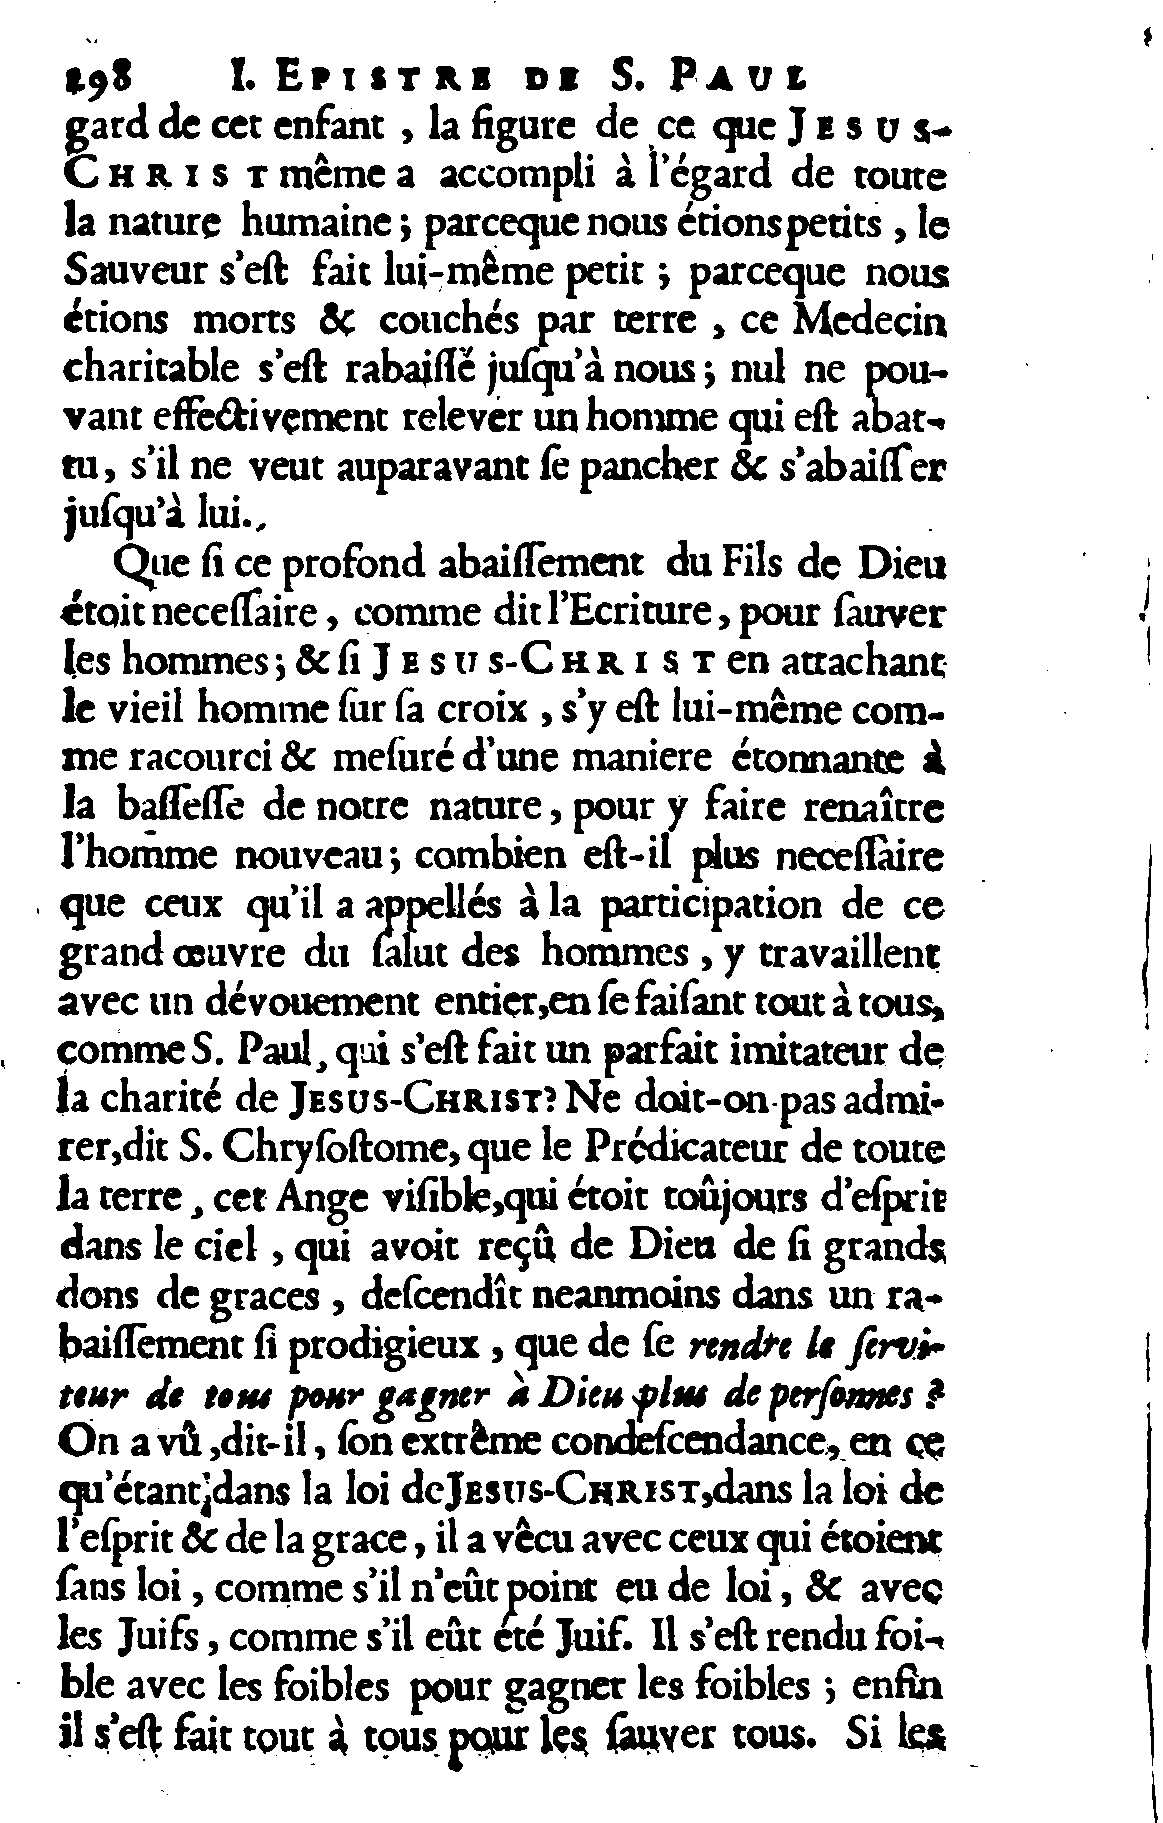 298 I. EPISTRE DE S. PAUL
gard de cet enfant , la figure de ce que JESUS-
CHRIST même a accompli à l'égard de toute
la nature humaine ; parceque nous étions petits , le
Sauveur s'eſt fait lui-même petit ; parceque nous
étions morts & couchés par terre , ce Medecin
charitable s'eſt rabaiſſé juſqu'à nous ; nul ne pou-
vant effectivement relever un homme qui eſt abat-
tu, s'il ne veut auparavant ſe pancher & s'abaiſſer
juſqu'à lui.
Que ſi ce profond abaiſſement du Fils de Dieu
étoit neceſſaire , comme dit l'Ecriture, pour ſauver
les hommes ; & ſi JESUS-CHRIST en attachant
le vieil homme ſur ſa croix , s'y eſt lui-même com-
me racourci & meſuré d'une maniere étonnante à
la baſſeſſe de notre nature, pour y faire renaître
l'homme nouveau ; combien eſt-il plus neceſſaire
que ceux qu'il a appellés à la participation de ce
grand œuvre du ſalut des hommes , y travaillent
avec un dévouement entier,en ſe faiſant tout à tous,
comme S. Paul, qui s'eſt fait un parfait imitateur de
la charité de JESUS-CHRIST? Ne doit-on pas admi-
rer,dit S. Chryſoſtome, que le Prédicateur de toute
la terre , cet Ange viſible,qui étoit toûjours d'eſprit
dans le ciel , qui avoit reçû de Dieu de ſi grands
dons de graces , deſcendît neanmoins dans un ra-
baiſſement ſi prodigieux , que de ſe rendre le ſervi-
teur de tous pour gagner à Dieu plus de perſonnes ?
On a vû ,dit-il , ſon extrême condeſcendance, en ce
qu'étant dans la loi de JESUS-CHRIST,dans la loi de
l'eſprit & de la grace, il a vêcu avec ceux qui étoient
ſans loi , comme s'il n'eût point eu de loi , & avec
les Juifs , comme s'il eût été Juif. Il s'eſt rendu foi-
ble avec les foibles pour gagner les foibles ; enfin
il s'eſt fait tout à tous pour les ſauver tous. Si les